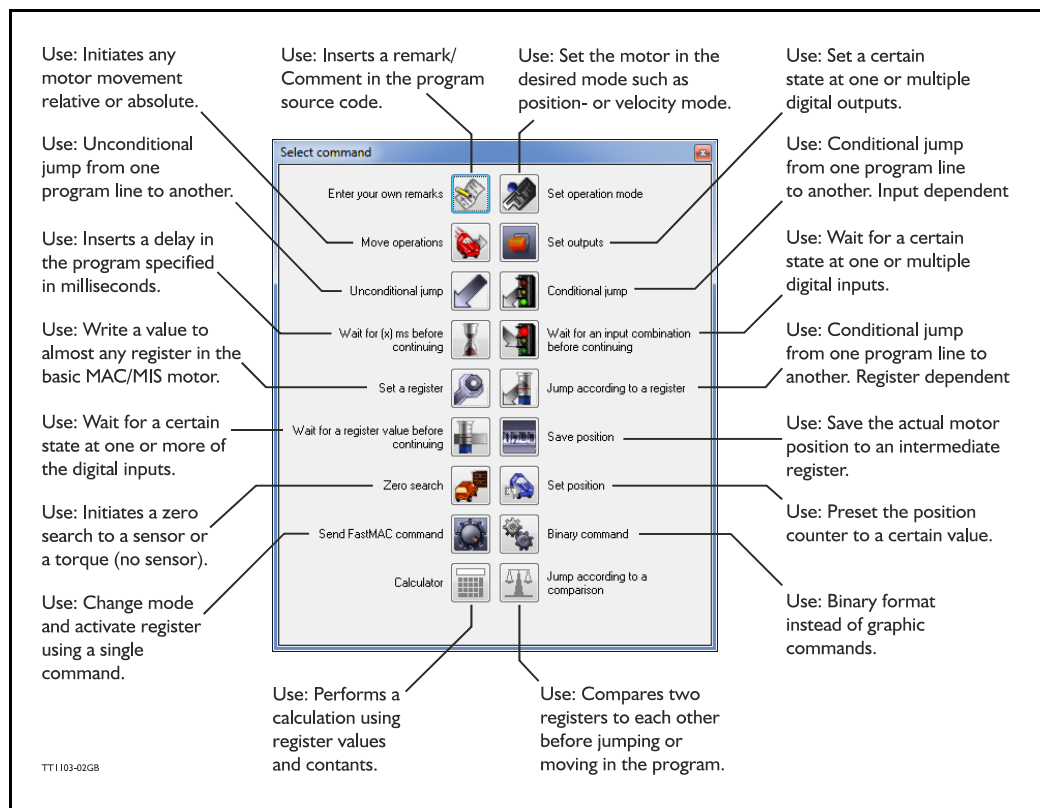 Use: Initiates any
motor movement
relative or absolute.
Use: Inserts a remark/
Comment in the program
source code.
Use: Set the motor in the
desired mode such as
position- or velocity mode.
Use: Set a certain
state at one or multiple
digital outputs.
Use: Unconditional
jump from one
program line to another.
Use: Conditional jump
from one program line
to another. Input dependent
Use: Inserts a delay in
the program specified
in milliseconds.
Use: Wait for a certain
state at one or multiple
digital inputs.
Use: Write a value to
almost any register in the
basic MAC/MIS motor.
Use: Conditional jump
from one program line to
another. Register dependent
Use: Wait for a certain
state at one or more of
the digital inputs.
Use: Save the actual motor
position to an intermediate
register.
Use: Initiates a zero
search to a sensor or
a torque (no sensor).
Use: Preset the position
counter to a certain value.
Use: Change mode
and activate register
using a single
command.
Use: Binary format
instead of graphic
commands.
Select command
Enter your own remarks
Set operation mode
Move operations
Set outputs
Unconditional jump
Conditional jump
Wait for (x) ms before
continuing
Wait for an input combination
before continuing
Set a register
Jump according to a register
Wait for a register value before
continuing
Save position
Zero search
Set position
Send FastMAC command
Binary command
Calculator
Jump according to a
comparison
Use: Performs a
calculation using
register values
and contants.
Use: Compares two
registers to each other
before jumping or
moving in the program.
TT1103-02GB